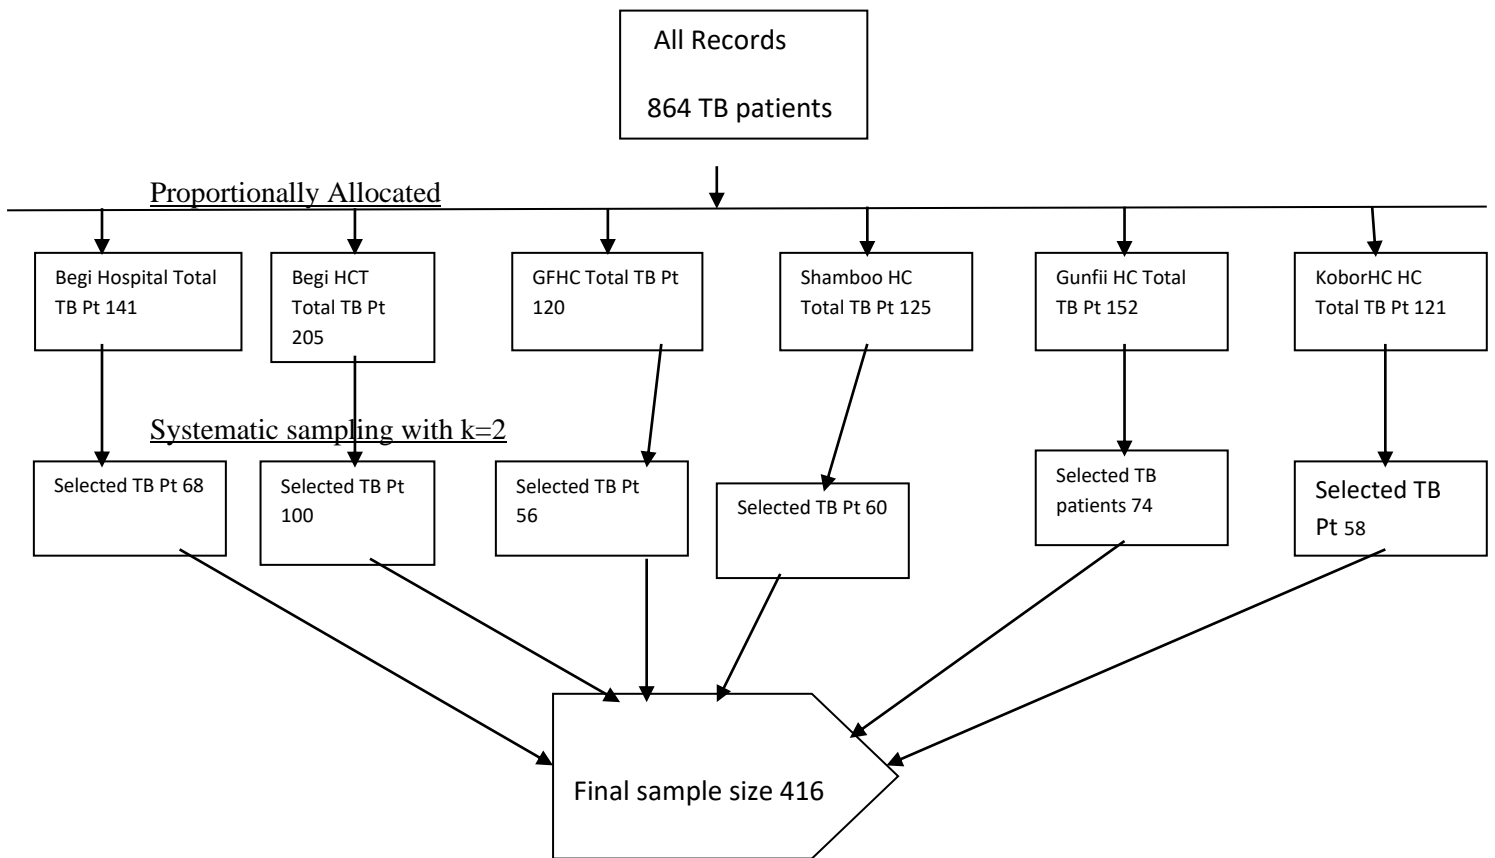 All Records
864 TB patients
Proportionally Allocated
Begi Hospital Total
TB Pt 141
Begi HCT
Total TB Pt
205
GFHC Total TB Pt
120
Shamboo HC
Total TB Pt 125
Gunfii HC Total
TB Pt 152
KoborHC HC
Total TB Pt 121
Systematic sampling with k=2
Selected TB Pt 68
Selected TB Pt
100
Selected TB Pt
56
Selected TB Pt 60
Selected TB
patients 74
Selected TB
Pt 58
Final sample size 416